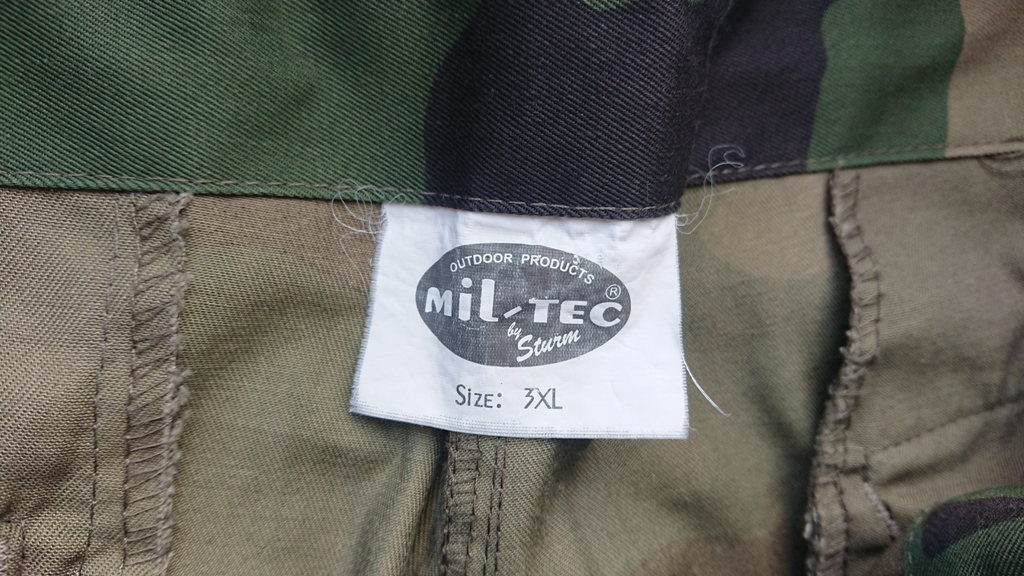 OUTDOOR PRODUCTS
MiL-TEC ®
by
Sturm
SIZE: 3XL